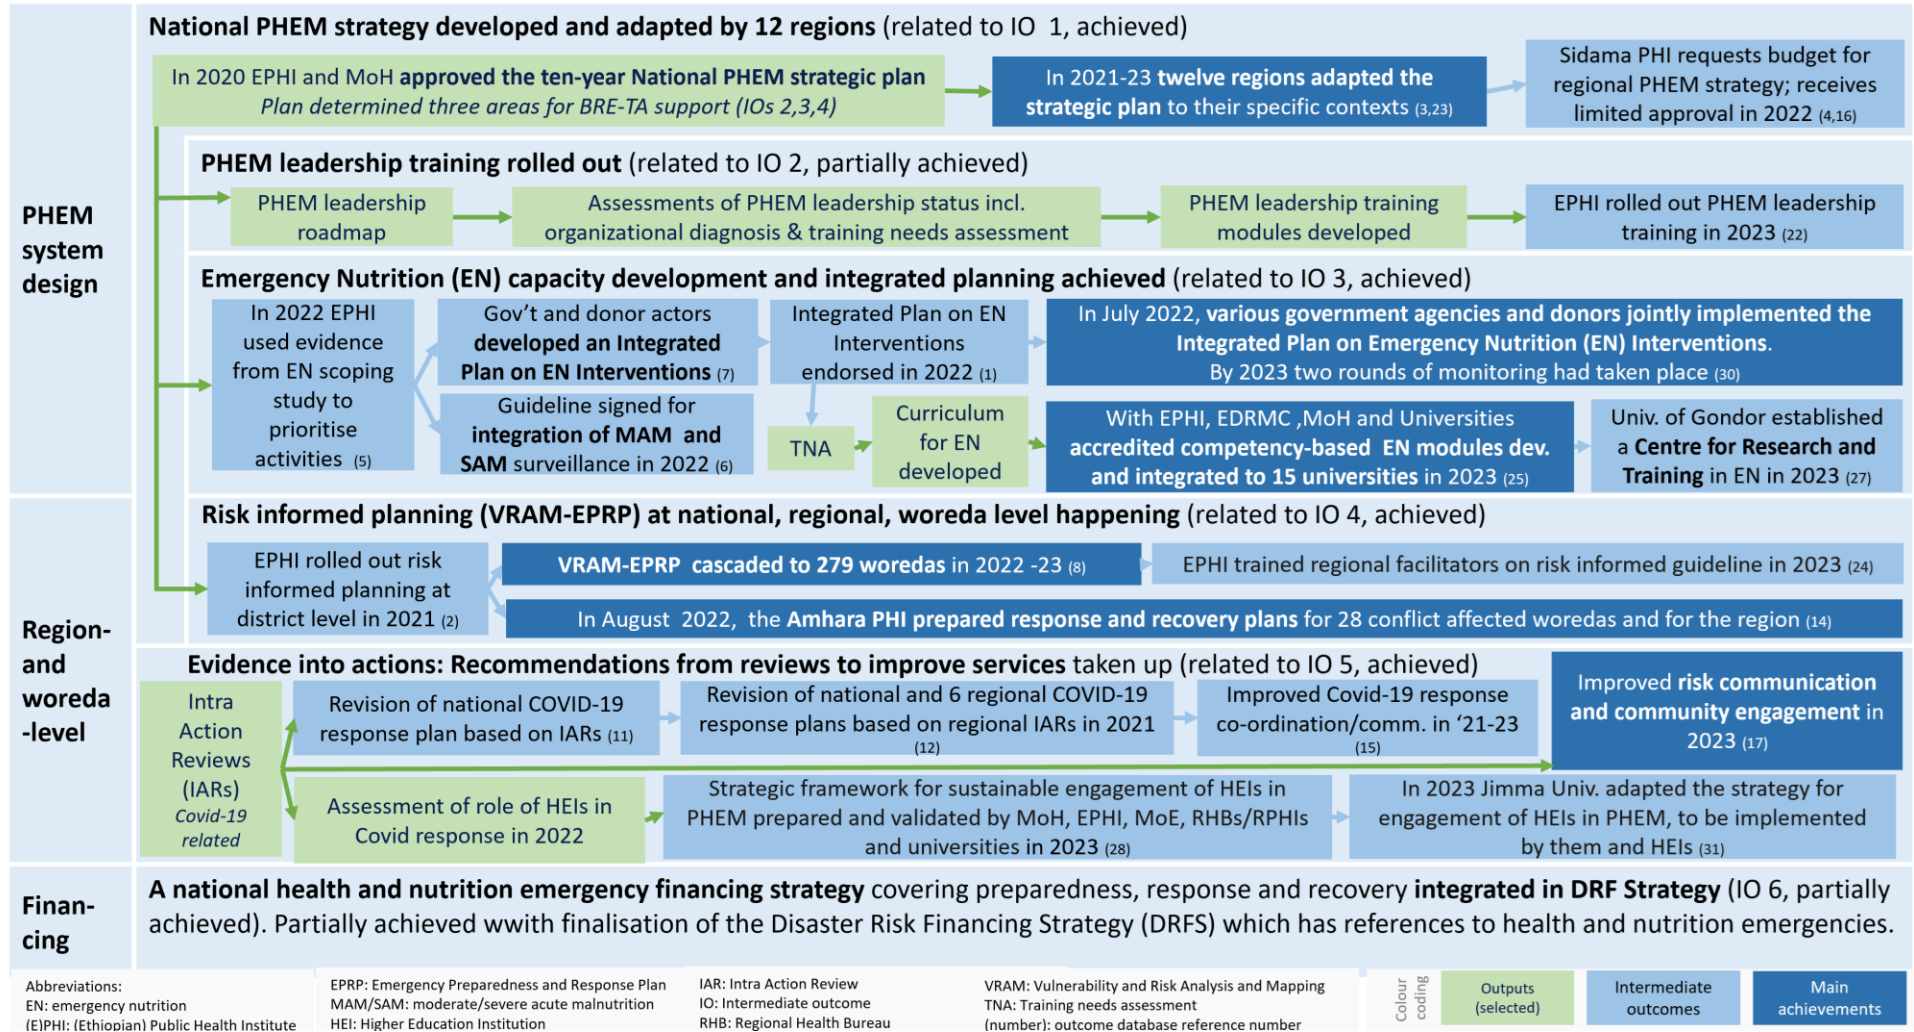 National PHEM strategy developed and adapted by 12 regions (related to IO 1, achieved)
In 2020 EPHI and MoH approved the ten-year National PHEM strategic plan
Plan determined three areas for BRE-TA support (IOs 2,3,4)
In 2021-23 twelve regions adapted the
strategic plan to their specific contexts (3,23)
Sidama PHI requests budget for
regional PHEM strategy; receives
limited approval in 2022 (4,16)
PHEM
system
design
PHEM leadership training rolled out (related to IO 2, partially achieved)
PHEM leadership
roadmap
Assessments of PHEM leadership status incl.
organizational diagnosis & training needs assessment
PHEM leadership training
modules developed
EPHI rolled out PHEM leadership
training in 2023 (22)
Emergency Nutrition (EN) capacity development and integrated planning achieved (related to IO 3, achieved)
In 2022 EPHI
used evidence
from EN scoping
study to
prioritise
activities (5)
Gov't and donor actors
developed an Integrated
Plan on EN Interventions (7)
Integrated Plan on EN
Interventions
endorsed in 2022 (1)
In July 2022, various government agencies and donors jointly implemented the
Integrated Plan on Emergency Nutrition (EN) Interventions.
By 2023 two rounds of monitoring had taken place (30)
Guideline signed for
integration of MAM and
SAM surveillance in 2022 (6)
TNA
Curriculum
for EN
developed
With EPHI, EDRMC ,MoH and Universities
accredited competency-based EN modules dev.
and integrated to 15 universities in 2023 (25)
Univ. of Gondor established
a Centre for Research and
Training in EN in 2023 (27)
Region-
and
woreda
-level
Risk informed planning (VRAM-EPRP) at national, regional, woreda level happening (related to IO 4, achieved)
EPHI rolled out risk
informed planning at
district level in 2021 (2)
VRAM-EPRP cascaded to 279 woredas in 2022 -23 (8)
EPHI trained regional facilitators on risk informed guideline in 2023 (24)
In August 2022, the Amhara PHI prepared response and recovery plans for 28 conflict affected woredas and for the region (14)
Evidence into actions: Recommendations from reviews to improve services taken up (related to IO 5, achieved)
Intra
Action
Reviews
(IARs)
Covid-19
related
Revision of national COVID-19
response plan based on IARs (11)
Revision of national and 6 regional COVID-19
response plans based on regional IARs in 2021
(12)
Improved Covid-19 response
co-ordination/comm. in ‘21-23
(15)
Improved risk communication
and community engagement in
2023 (17)
Assessment of role of HEIs in
Covid response in 2022
Strategic framework for sustainable engagement of HEIs in
PHEM prepared and validated by MoH, EPHI, MoE, RHBs/RPHIs
and universities in 2023 (28)
In 2023 Jimma Univ. adapted the strategy for
engagement of HEIs in PHEM, to be implemented
by them and HEIs (31)
Finan-
cing
A national health and nutrition emergency financing strategy covering preparedness, response and recovery integrated in DRF Strategy (IO 6, partially
achieved). Partially achieved wwith finalisation of the Disaster Risk Financing Strategy (DRFS) which has references to health and nutrition emergencies.
Abbreviations:
EN: emergency nutrition
(E)PHI: (Ethiopian) Public Health Institute
EPRP: Emergency Preparedness and Response Plan
MAM/SAM: moderate/severe acute malnutrition
HEI: Higher Education Institution
IAR: Intra Action Review
IO: Intermediate outcome
RHB: Regional Health Bureau
VRAM: Vulnerability and Risk Analysis and Mapping
TNA: Training needs assessment
(number): outcome database reference number
Colour
coding
Outputs
(selected)
Intermediate
outcomes
Main
achievements